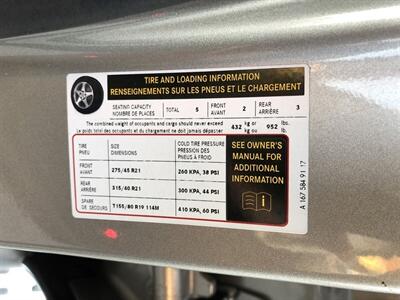 TIRE AND LOADING INFORMATION
RENSEIGNEMENTS SUR LES PNEUS ET LE CHARGEMENT
SEATING CAPACITY TOTAL 5 FRONT 2 REAR 3
NOMBRE DE PLACES AVANT ARRIÈRE
The combined weight of occupants and cargo should never exceed 432 kg or 952 lbs.
Le poids total des occupants et du chargement ne doit jamais dépasser kg ou lb.
TIRE SIZE COLD TIRE PRESSURE
PNEU DIMENSIONS PRESSION DES
PNEUS À FROID
FRONT 275/45 R21 260 KPA, 38 PSI
AVANT
REAR 315/40 R21 300 KPA, 44 PSI
ARRIÈRE
SPARE T155/80 R19 114M 410 KPA, 60 PSI
DE SECOURS
SEE OWNER'S
MANUAL FOR
ADDITIONAL
INFORMATION
A 167 584 91 17